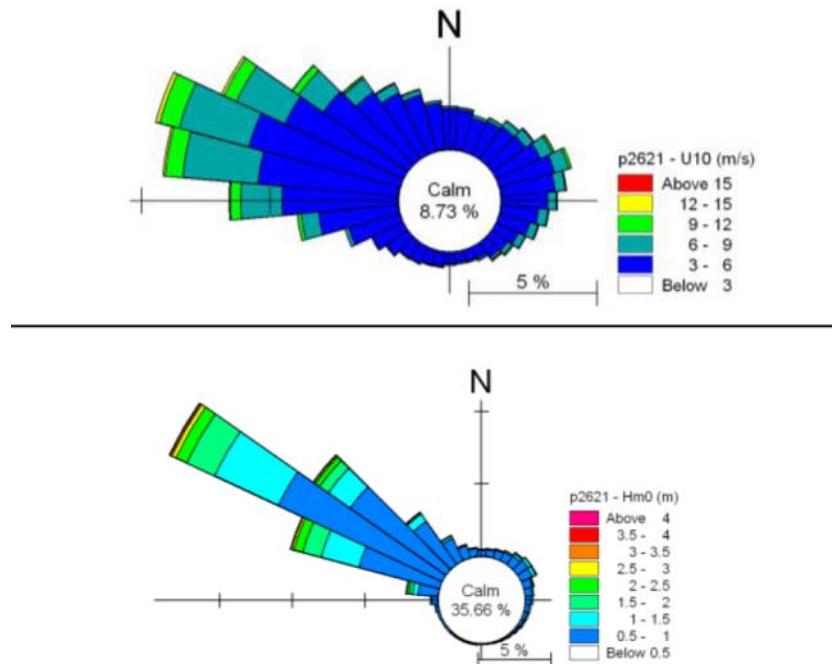 N
Calm
8.73 %
5 %
p2621 - U10 (m/s)
Above 15
12 - 15
9 - 12
6 - 9
3 - 6
Below 3
N
Calm
35.66 %
5 %
p2621 - Hm0 (m)
Above 4
3.5 - 4
3 - 3.5
2.5 - 3
2 - 2.5
1.5 - 2
1 - 1.5
0.5 - 1
Below 0.5